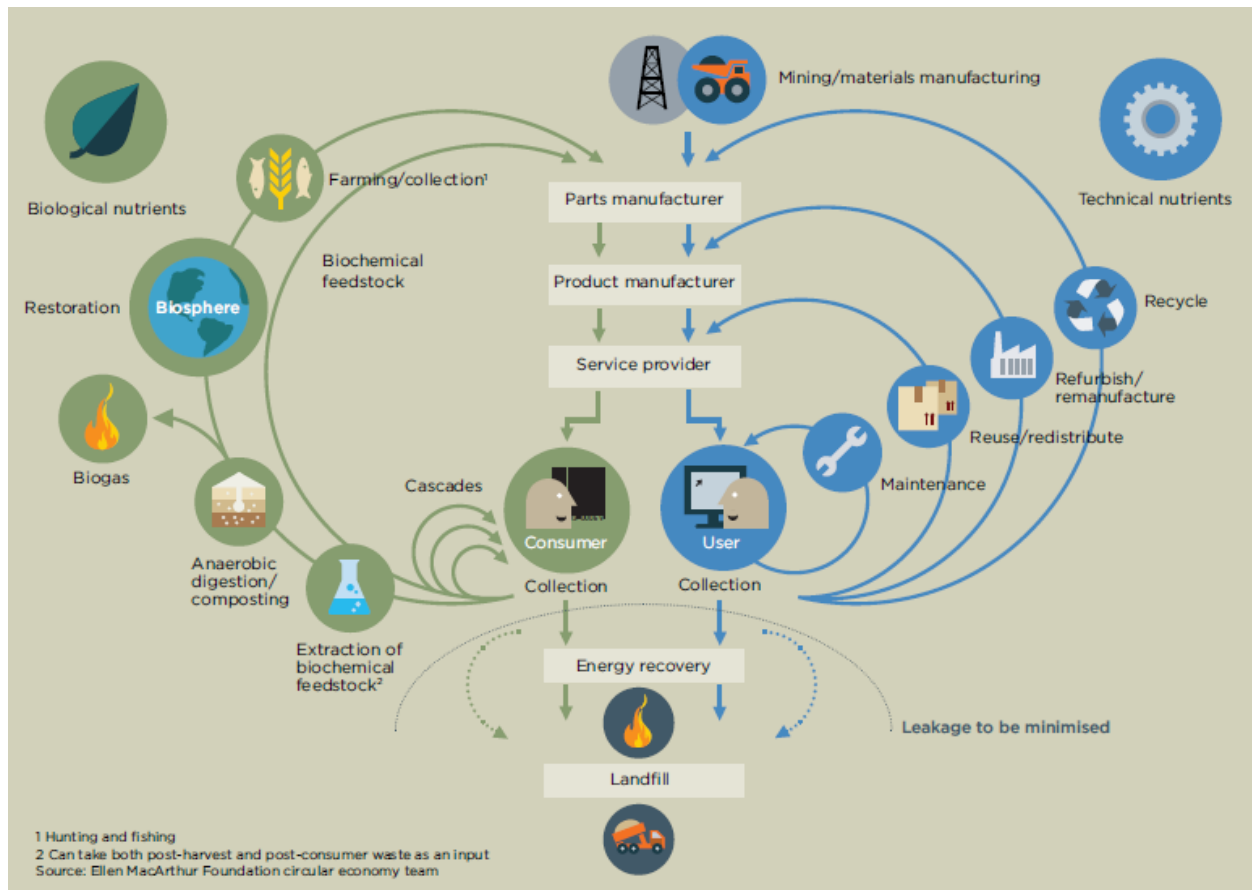 Mining/materials manufacturing
Biological nutrients
Farming/collection¹
Parts manufacturer
Technical nutrients
Biochemical
feedstock
Product manufacturer
Restoration
Biosphere
Recycle
Service provider
Refurbish/
remanufacture
Reuse/redistribute
Biogas
Cascades
Maintenance
Consumer
User
Anaerobic
digestion/
composting
Collection
Collection
Extraction of
biochemical
feedstock²
Energy recovery
Leakage to be minimised
Landfill
1 Hunting and fishing
2 Can take both post-harvest and post-consumer waste as an input
Source: Ellen MacArthur Foundation circular economy team